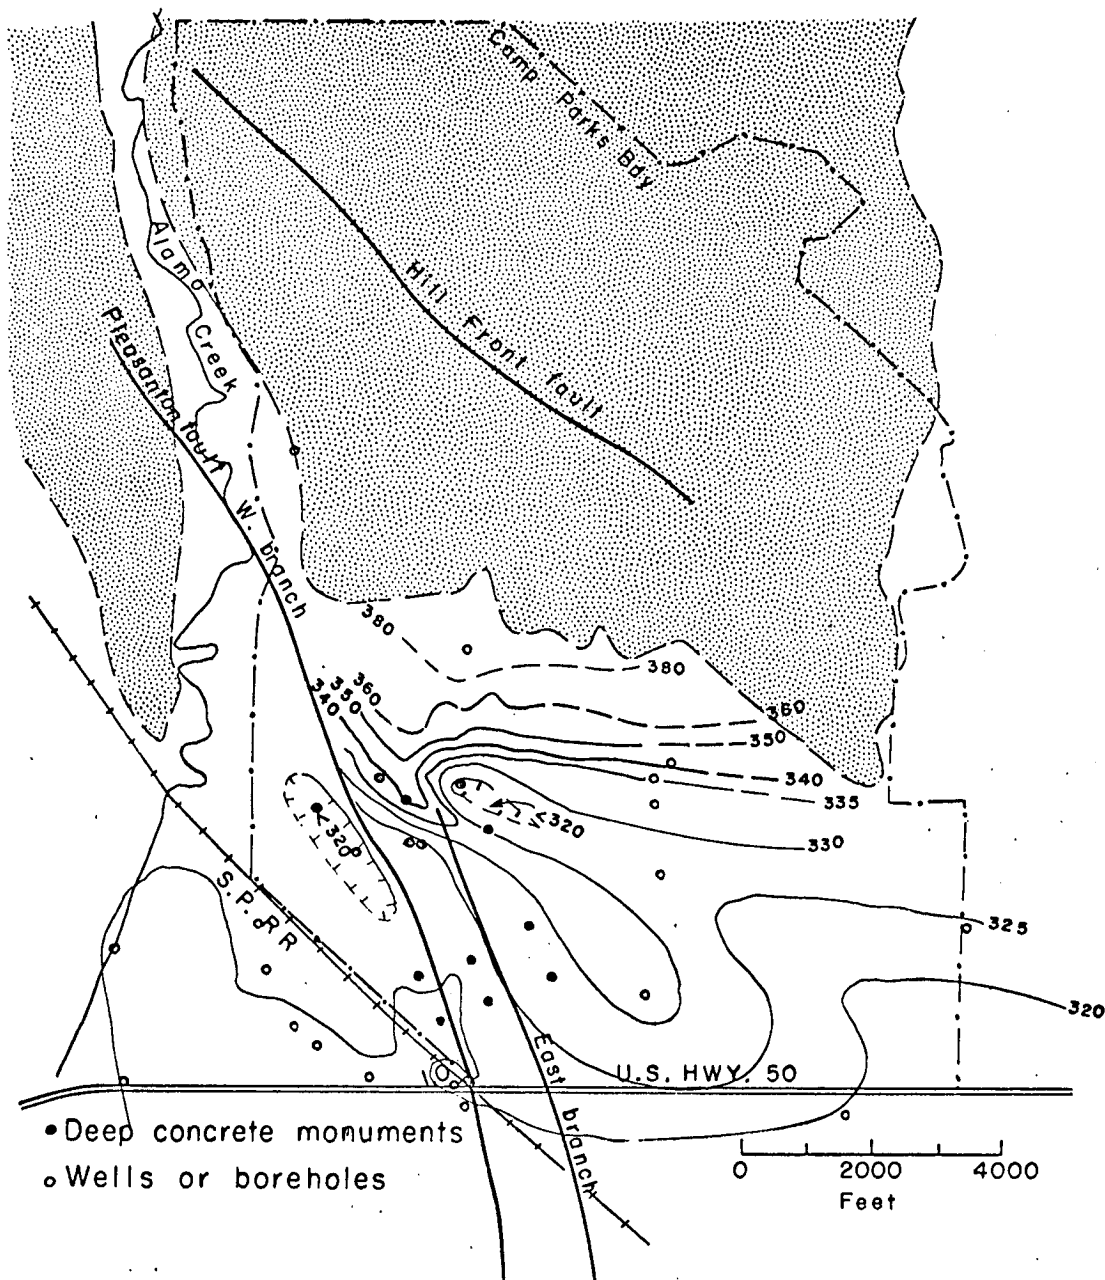 Camp Parks Bdy
Alamo
Creek
Hill Front fault
Pleasanton fault
W. branch
380
380
360
350
340
360
350
340
335
<320
<320
330
S.P. RR
325
320
East branch
U.S. HWY. 50
Deep concrete monuments
Wells or boreholes
0 2000 4000
Feet